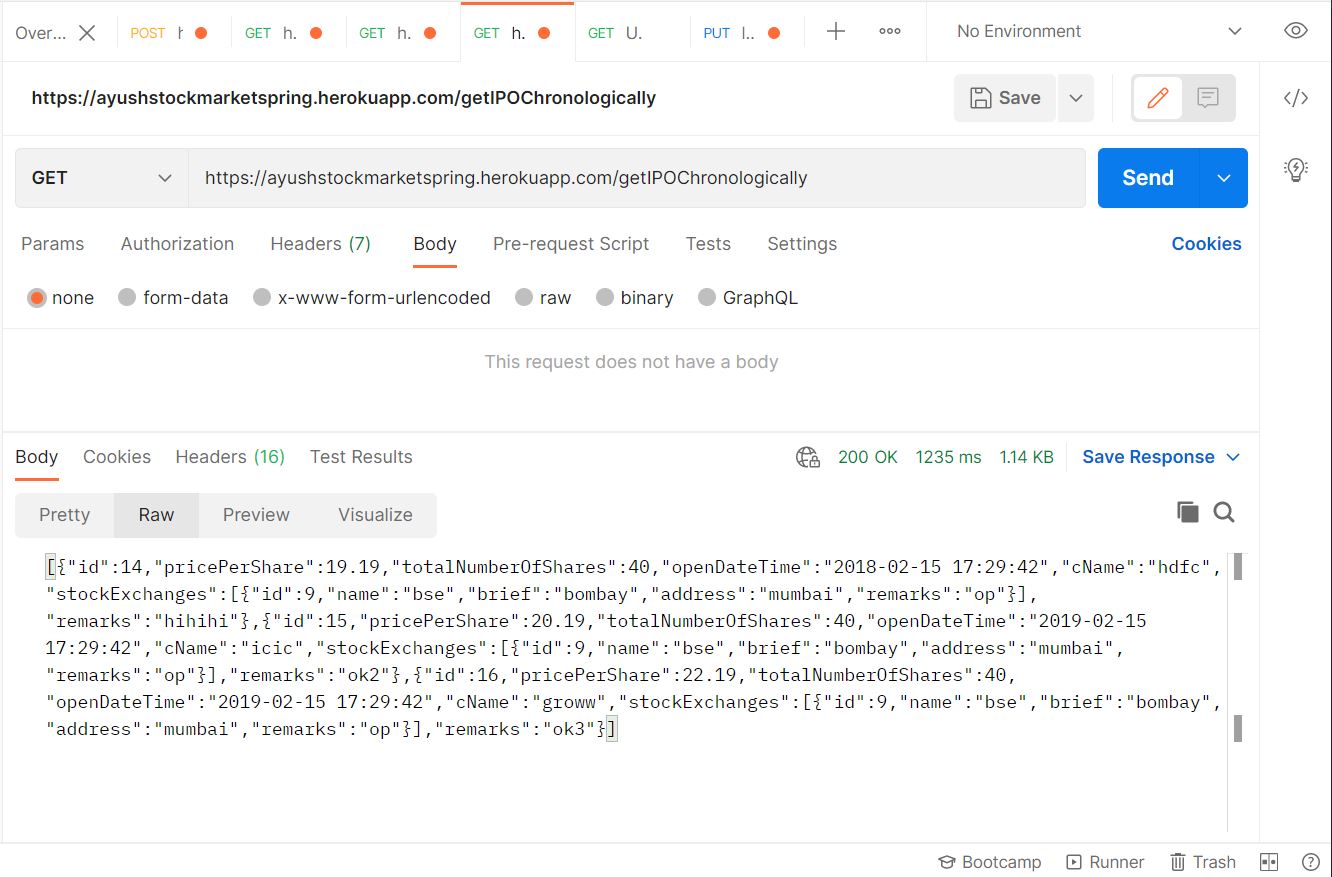 Over... POST h GET h. GET h. GET h. GET U. PUT l.. No Environment
https://ayushstockmarketspring.herokuapp.com/getIPOChronologically Save
GET https://ayushstockmarketspring.herokuapp.com/getIPOChronologically Send
Params Authorization Headers (7) Body Pre-request Script Tests Settings Cookies
none form-data x-www-form-urlencoded raw binary GraphQL
This request does not have a body
Body Cookies Headers (16) Test Results 200 OK 1235 ms 1.14 KB Save Response
Pretty Raw Preview Visualize
[{"id":14,"pricePerShare":19.19,"totalNumberOfShares":40,"openDateTime":"2018-02-15 17:29:42","cName":"hdfc",
"stockExchanges":[{"id":9,"name":"bse","brief":"bombay","address":"mumbai","remarks":"op"}],
"remarks":"hihihi"},{"id":15,"pricePerShare":20.19,"totalNumberOfShares":40,"openDateTime":"2019-02-15
17:29:42","cName":"icic","stockExchanges":[{"id":9,"name":"bse","brief":"bombay","address":"mumbai",
"remarks":"op"}],"remarks":"ok2"},{"id":16,"pricePerShare":22.19,"totalNumberOfShares":40,
"openDateTime":"2019-02-15 17:29:42","cName":"groww","stockExchanges":[{"id":9,"name":"bse","brief":"bombay",
"address":"mumbai","remarks":"op"}],"remarks":"ok3"}]
Bootcamp Runner Trash